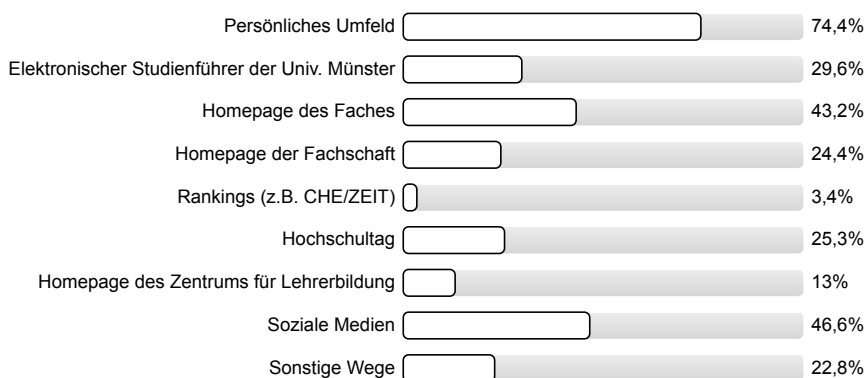 Persönliches Umfeld 74,4%
Elektronischer Studienführer der Univ. Münster 29,6%
Homepage des Faches 43,2%
Homepage der Fachschaft 24,4%
Rankings (z.B. CHE/ZEIT) 3,4%
Hochschultag 25,3%
Homepage des Zentrums für Lehrerbildung 13%
Soziale Medien 46,6%
Sonstige Wege 22,8%